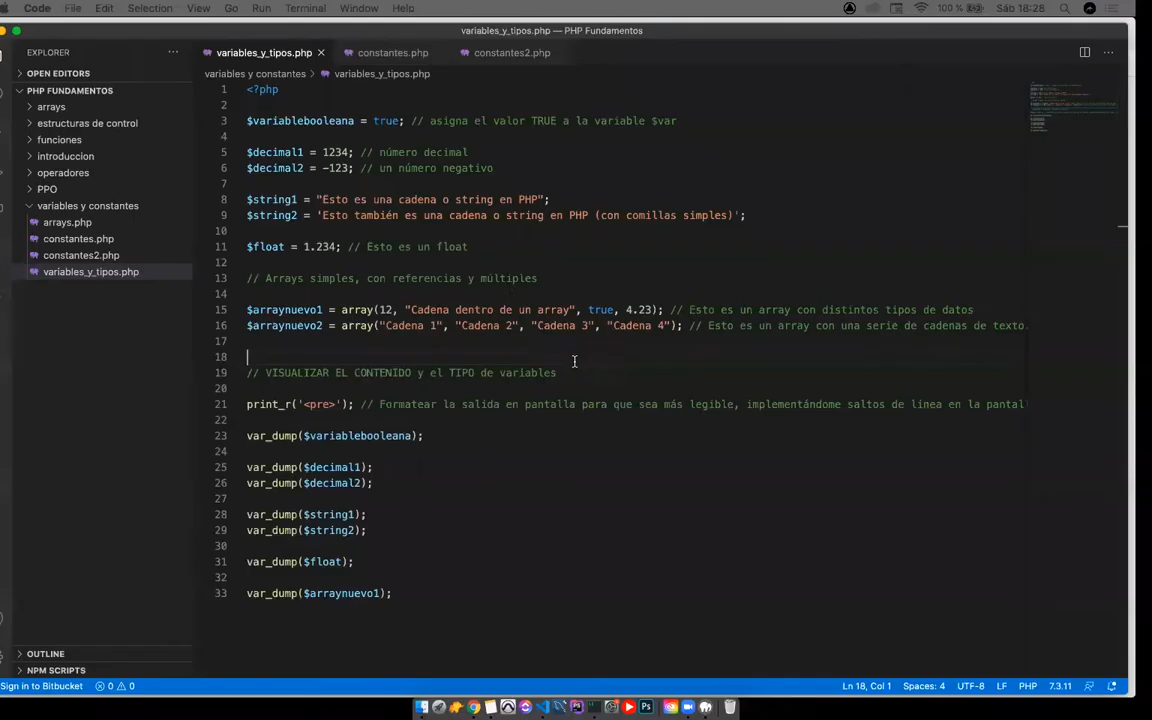 Code File Edit Selection View Go Run Terminal Window Help 100 % Sáb 18:28
variables_y_tipos.php — PHP Fundamentos
EXPLORER
variables_y_tipos.php constantes.php constantes2.php
OPEN EDITORS
PHP FUNDAMENTOS
arrays
estructuras de control
funciones
introduccion
operadores
PPO
variables y constantes
arrays.php
constantes.php
constantes2.php
variables_y_tipos.php
OUTLINE
NPM SCRIPTS
variables y constantes > variables_y_tipos.php
1 <?php
2
3 $variablebooleana = true; // asigna el valor TRUE a la variable $var
4
5 $decimal1 = 1234; // número decimal
6 $decimal2 = -123; // un número negativo
7
8 $string1 = "Esto es una cadena o string en PHP";
9 $string2 = 'Esto también es una cadena o string en PHP (con comillas simples)';
10
11 $float = 1.234; // Esto es un float
12
13 // Arrays simples, con referencias y múltiples
14
15 $arraynuevo1 = array(12, "Cadena dentro de un array", true, 4.23); // Esto es un array con distintos tipos de datos
16 $arraynuevo2 = array("Cadena 1", "Cadena 2", "Cadena 3", "Cadena 4"); // Esto es un array con una serie de cadenas de texto.
17
18
19 // VISUALIZAR EL CONTENIDO y el TIPO de variables
20
21 print_r('<pre>'); // Formatear la salida en pantalla para que sea más legible, implementándome saltos de linea en la pantal
22
23 var_dump($variablebooleana);
24
25 var_dump($decimal1);
26 var_dump($decimal2);
27
28 var_dump($string1);
29 var_dump($string2);
30
31 var_dump($float);
32
33 var_dump($arraynuevo1);
Sign in to Bitbucket 0 0 Ln 18, Col 1 Spaces: 4 UTF-8 LF PHP 7.3.11
Ps